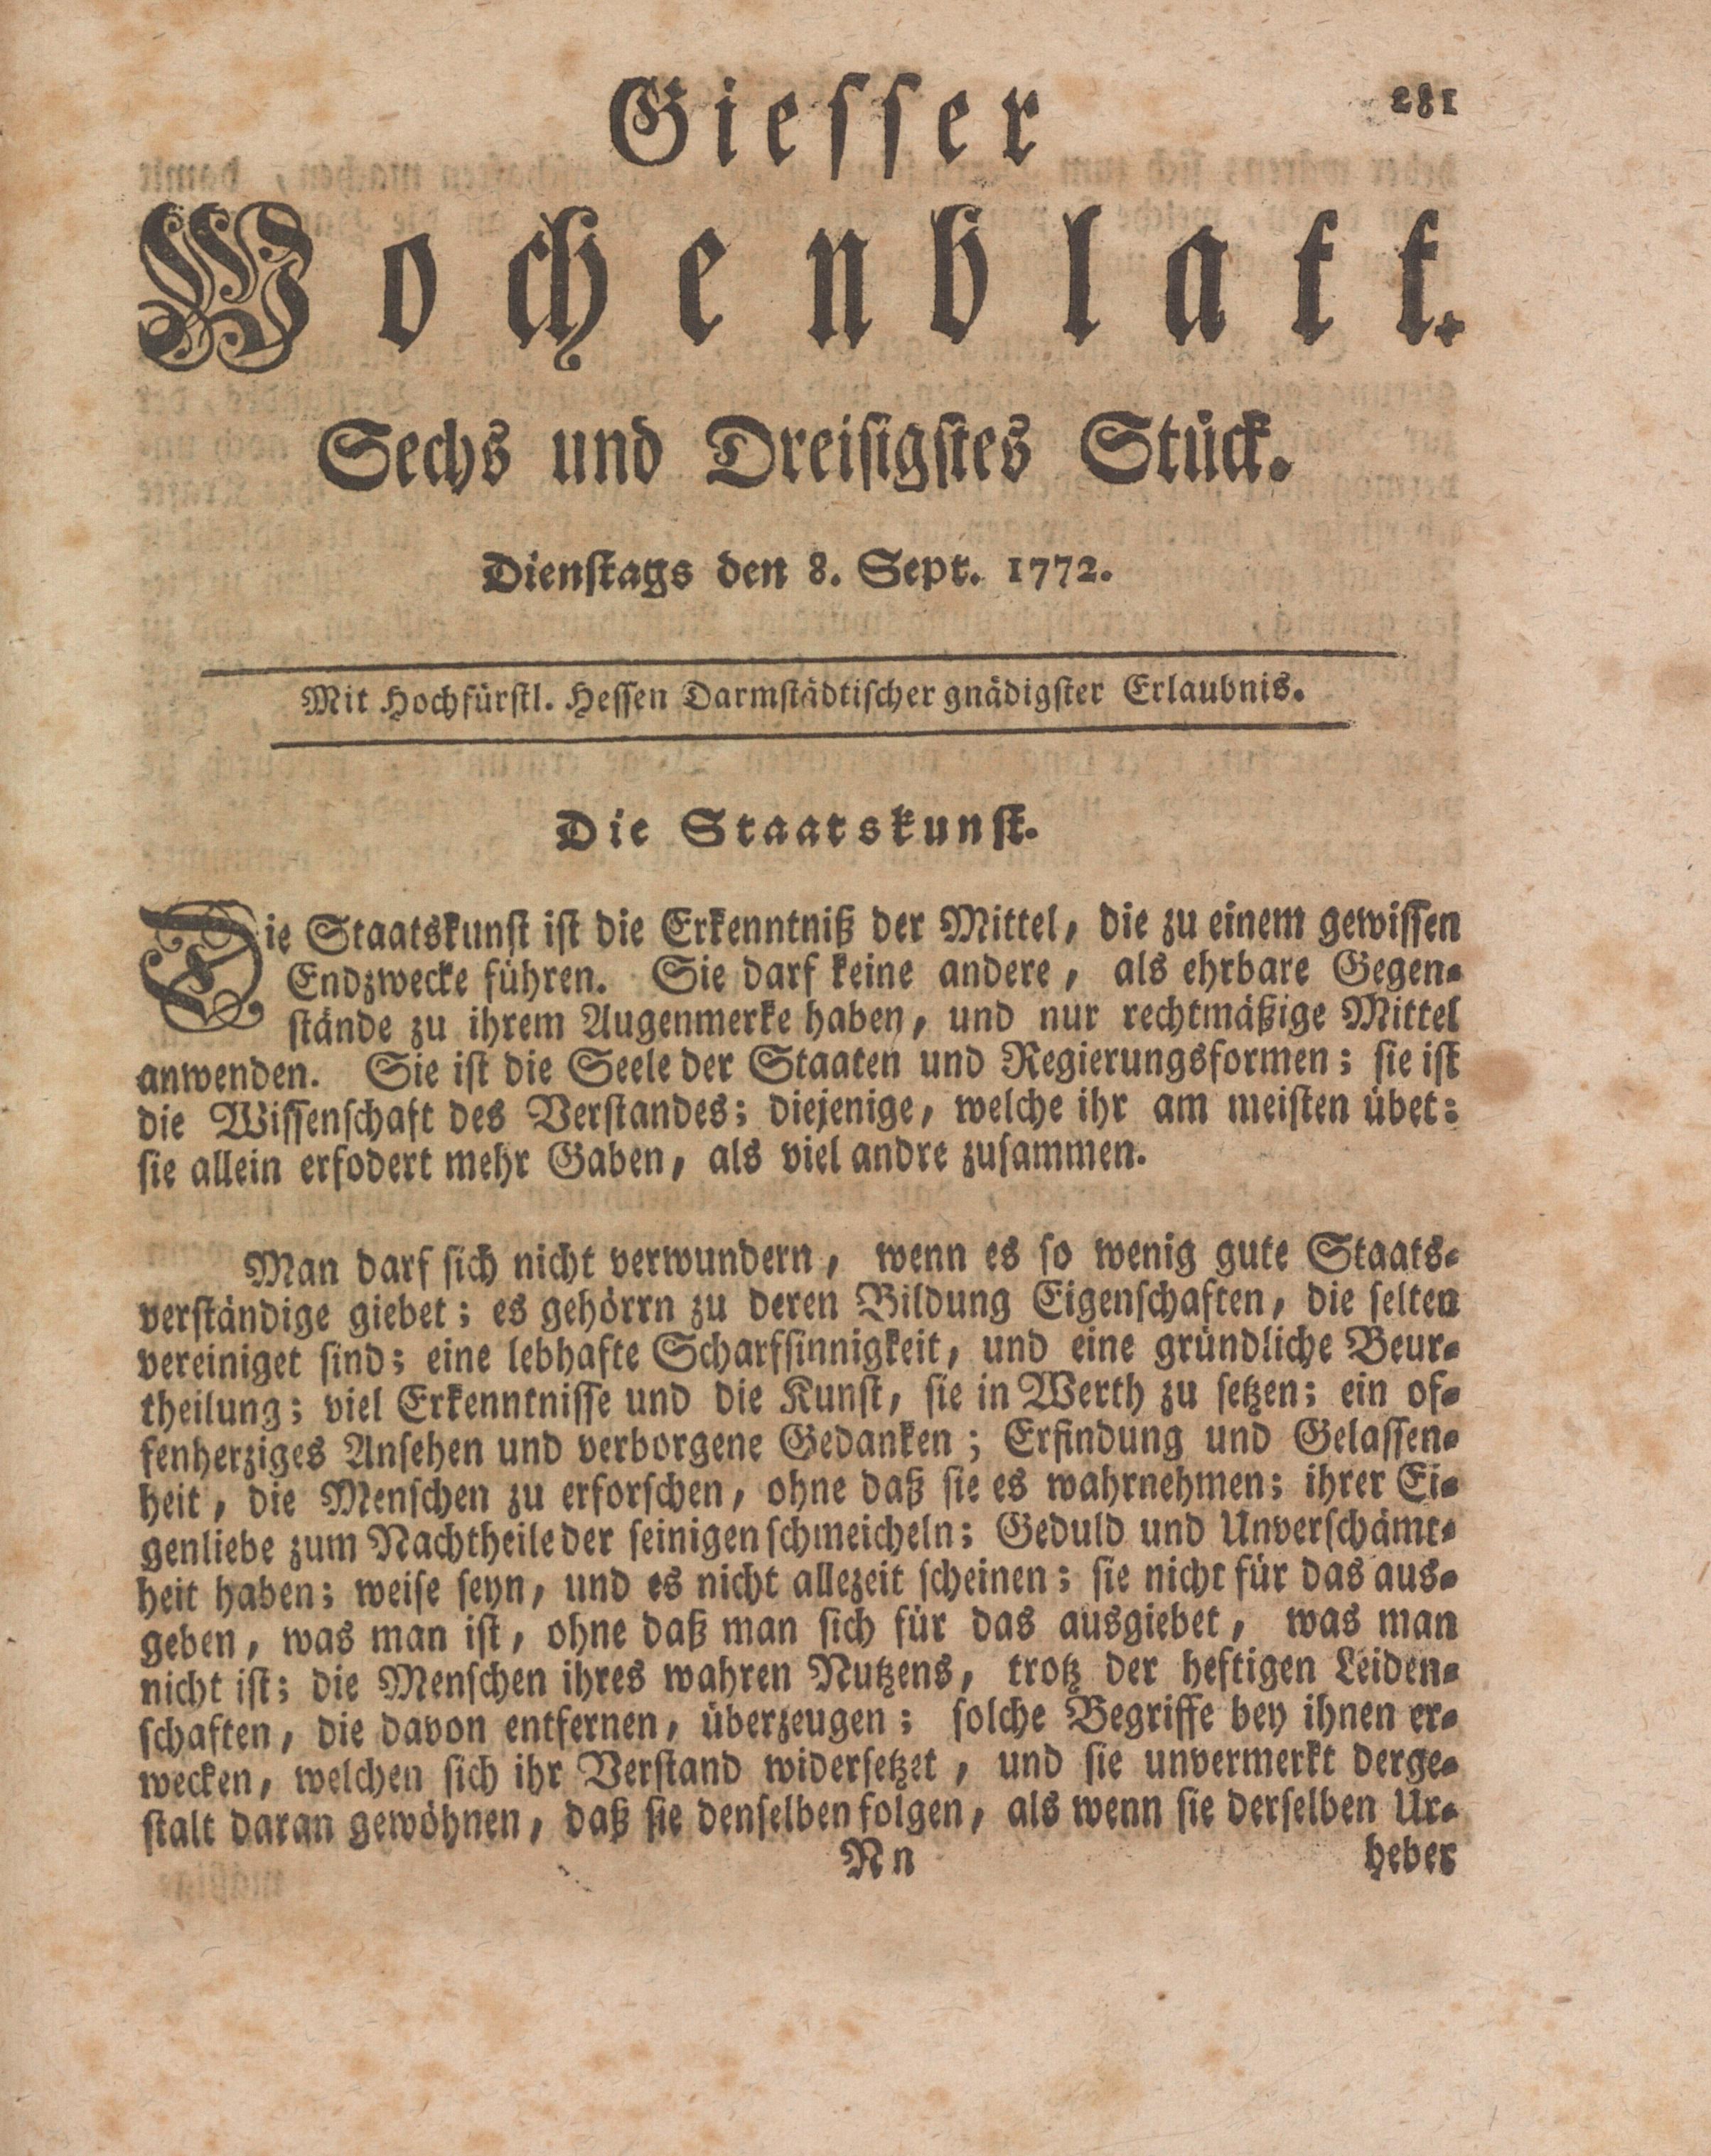 281
Giesser
Wochenblatt.
Sechs und Dreisigstes Stück.
Dienstags den 8. Sept. 1772.
Mit Hochfürstl. Hessen Darmstädtischer gnädigster Erlaubnis.
Die Staatskunst.
Die Staatskunst ist die Erkenntniß der Mittel, die zu einem gewissen
Endzwecke führen. Sie darf keine andere, als ehrbare Gegen-
stände zu ihrem Augenmerke haben, und nur rechtmäßige Mittel
anwenden. Sie ist die Seele der Staaten und Regierungsformen; sie ist
die Wissenschaft des Verstandes; diejenige, welche ihr am meisten übet:
sie allein erfodert mehr Gaben, als viel andre zusammen.
Man darf sich nicht verwundern, wenn es so wenig gute Staats-
verständige giebet; es gehörrn zu deren Bildung Eigenschaften, die selten
vereiniget sind; eine lebhafte Scharfsinnigkeit, und eine gründliche Beur-
theilung; viel Erkenntnisse und die Kunst, sie in Werth zu setzen; ein of-
fenherziges Ansehen und verborgene Gedanken; Erfindung und Gelassen-
heit, die Menschen zu erforschen, ohne daß sie es wahrnehmen; ihrer Ei-
genliebe zum Nachtheile der seinigen schmeicheln; Geduld und Unverschämt-
heit haben; weise seyn, und es nicht allezeit scheinen; sie nicht für das aus-
geben, was man ist, ohne daß man sich für das ausgiebet, was man
nicht ist; die Menschen ihres wahren Nutzens, trotz der heftigen Leiden-
schaften, die davon entfernen, überzeugen; solche Begriffe bey ihnen er-
wecken, welchen sich ihr Verstand widersetzet, und sie unvermerkt derge-
stalt daran gewöhnen, daß sie denselben folgen, als wenn sie derselben Ur-
Nn heber